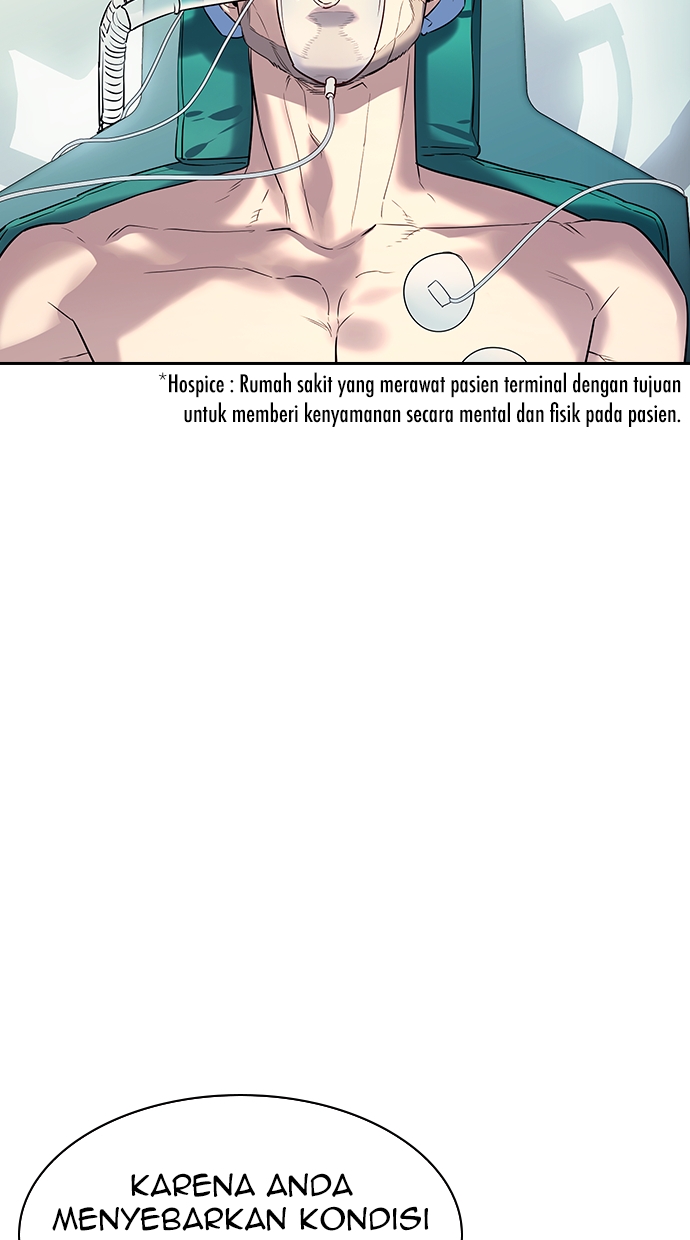 *Hospice : Rumah sakit yang merawat pasien terminal dengan tujuan
untuk memberi kenyamanan secara mental dan fisik pada pasien.
KARENA ANDA
MENYEBARKAN KONDISI